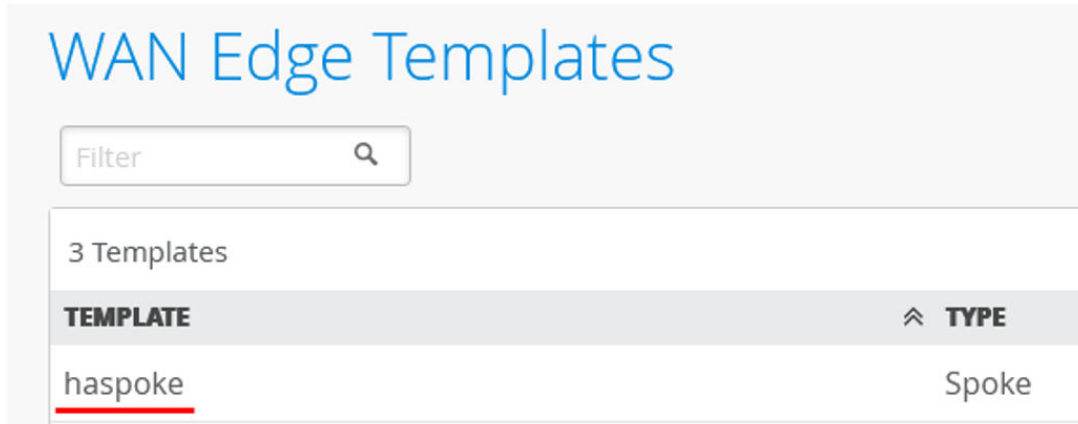 WAN Edge Templates
Filter
3 Templates
TEMPLATE TYPE
haspoke Spoke